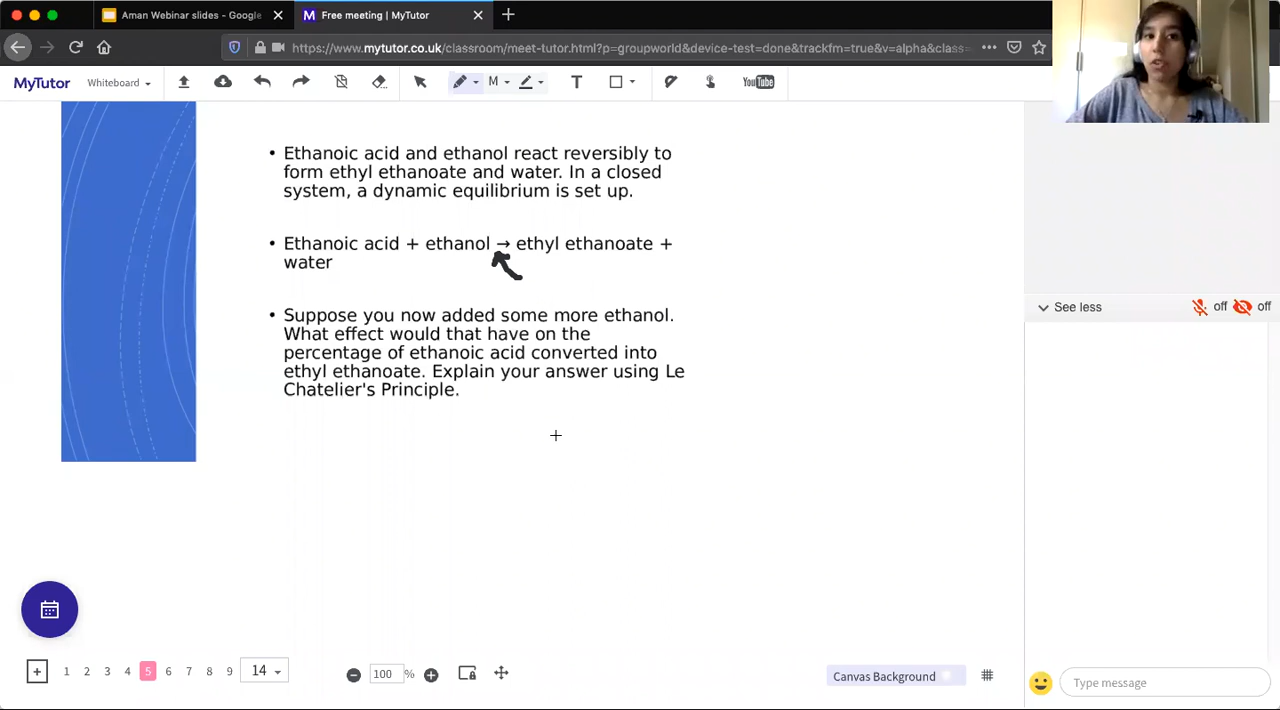 Aman Webinar slides - Google
Free meeting | MyTutor
https://www.mytutor.co.uk/classroom/meet-tutor.html?p=groupworld&device-test=done&trackfm=true&v=alpha&class=
MyTutor Whiteboard M T YouTube
• Ethanoic acid and ethanol react reversibly to
form ethyl ethanoate and water. In a closed
system, a dynamic equilibrium is set up.
• Ethanoic acid + ethanol → ethyl ethanoate +
water
• Suppose you now added some more ethanol.
What effect would that have on the
percentage of ethanoic acid converted into
ethyl ethanoate. Explain your answer using Le
Chatelier's Principle.
See less off off
+ 1 2 3 4 5 6 7 8 9 14 100 % Canvas Background
Type message